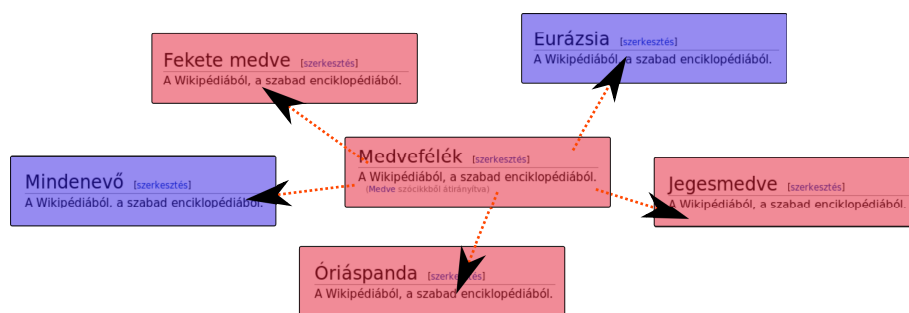 Eurázsia [szerkesztés]
A Wikipédiából, a szabad enciklopédiából.
Fekete medve [szerkesztés]
A Wikipédiából, a szabad enciklopédiából.
Medvefélék [szerkesztés]
A Wikipédiából, a szabad enciklopédiából.
(Medve szócikkből átirányítva)
Mindenevő [szerkesztés]
A Wikipédiából, a szabad enciklopédiából.
Jegesmedve [szerkesztés]
A Wikipédiából, a szabad enciklopédiából.
Óriáspanda [szerkesztés]
A Wikipédiából, a szabad enciklopédiából.